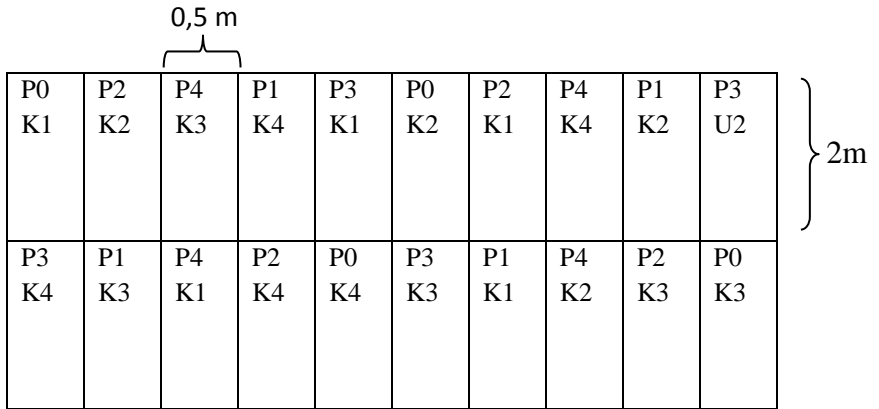 0,5 m
P0 P2 P4 P1 P3 P0 P2 P4 P1 P3
K1 K2 K3 K4 K1 K2 K1 K4 K2 U2
2m
P3 P1 P4 P2 P0 P3 P1 P4 P2 P0
K4 K3 K1 K4 K4 K3 K1 K2 K3 K3